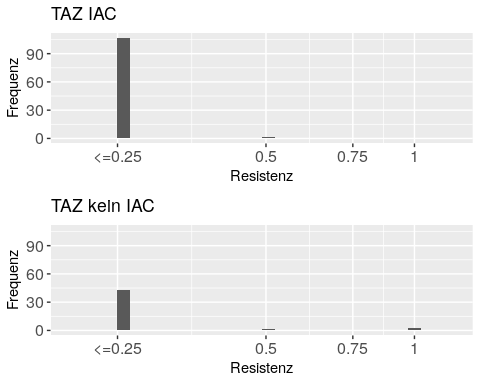 TAZ IAC
Frequenz
90
60
30
0
<=0.25 0.5 0.75 1
Resistenz
TAZ kein IAC
Frequenz
90
60
30
0
<=0.25 0.5 0.75 1
Resistenz